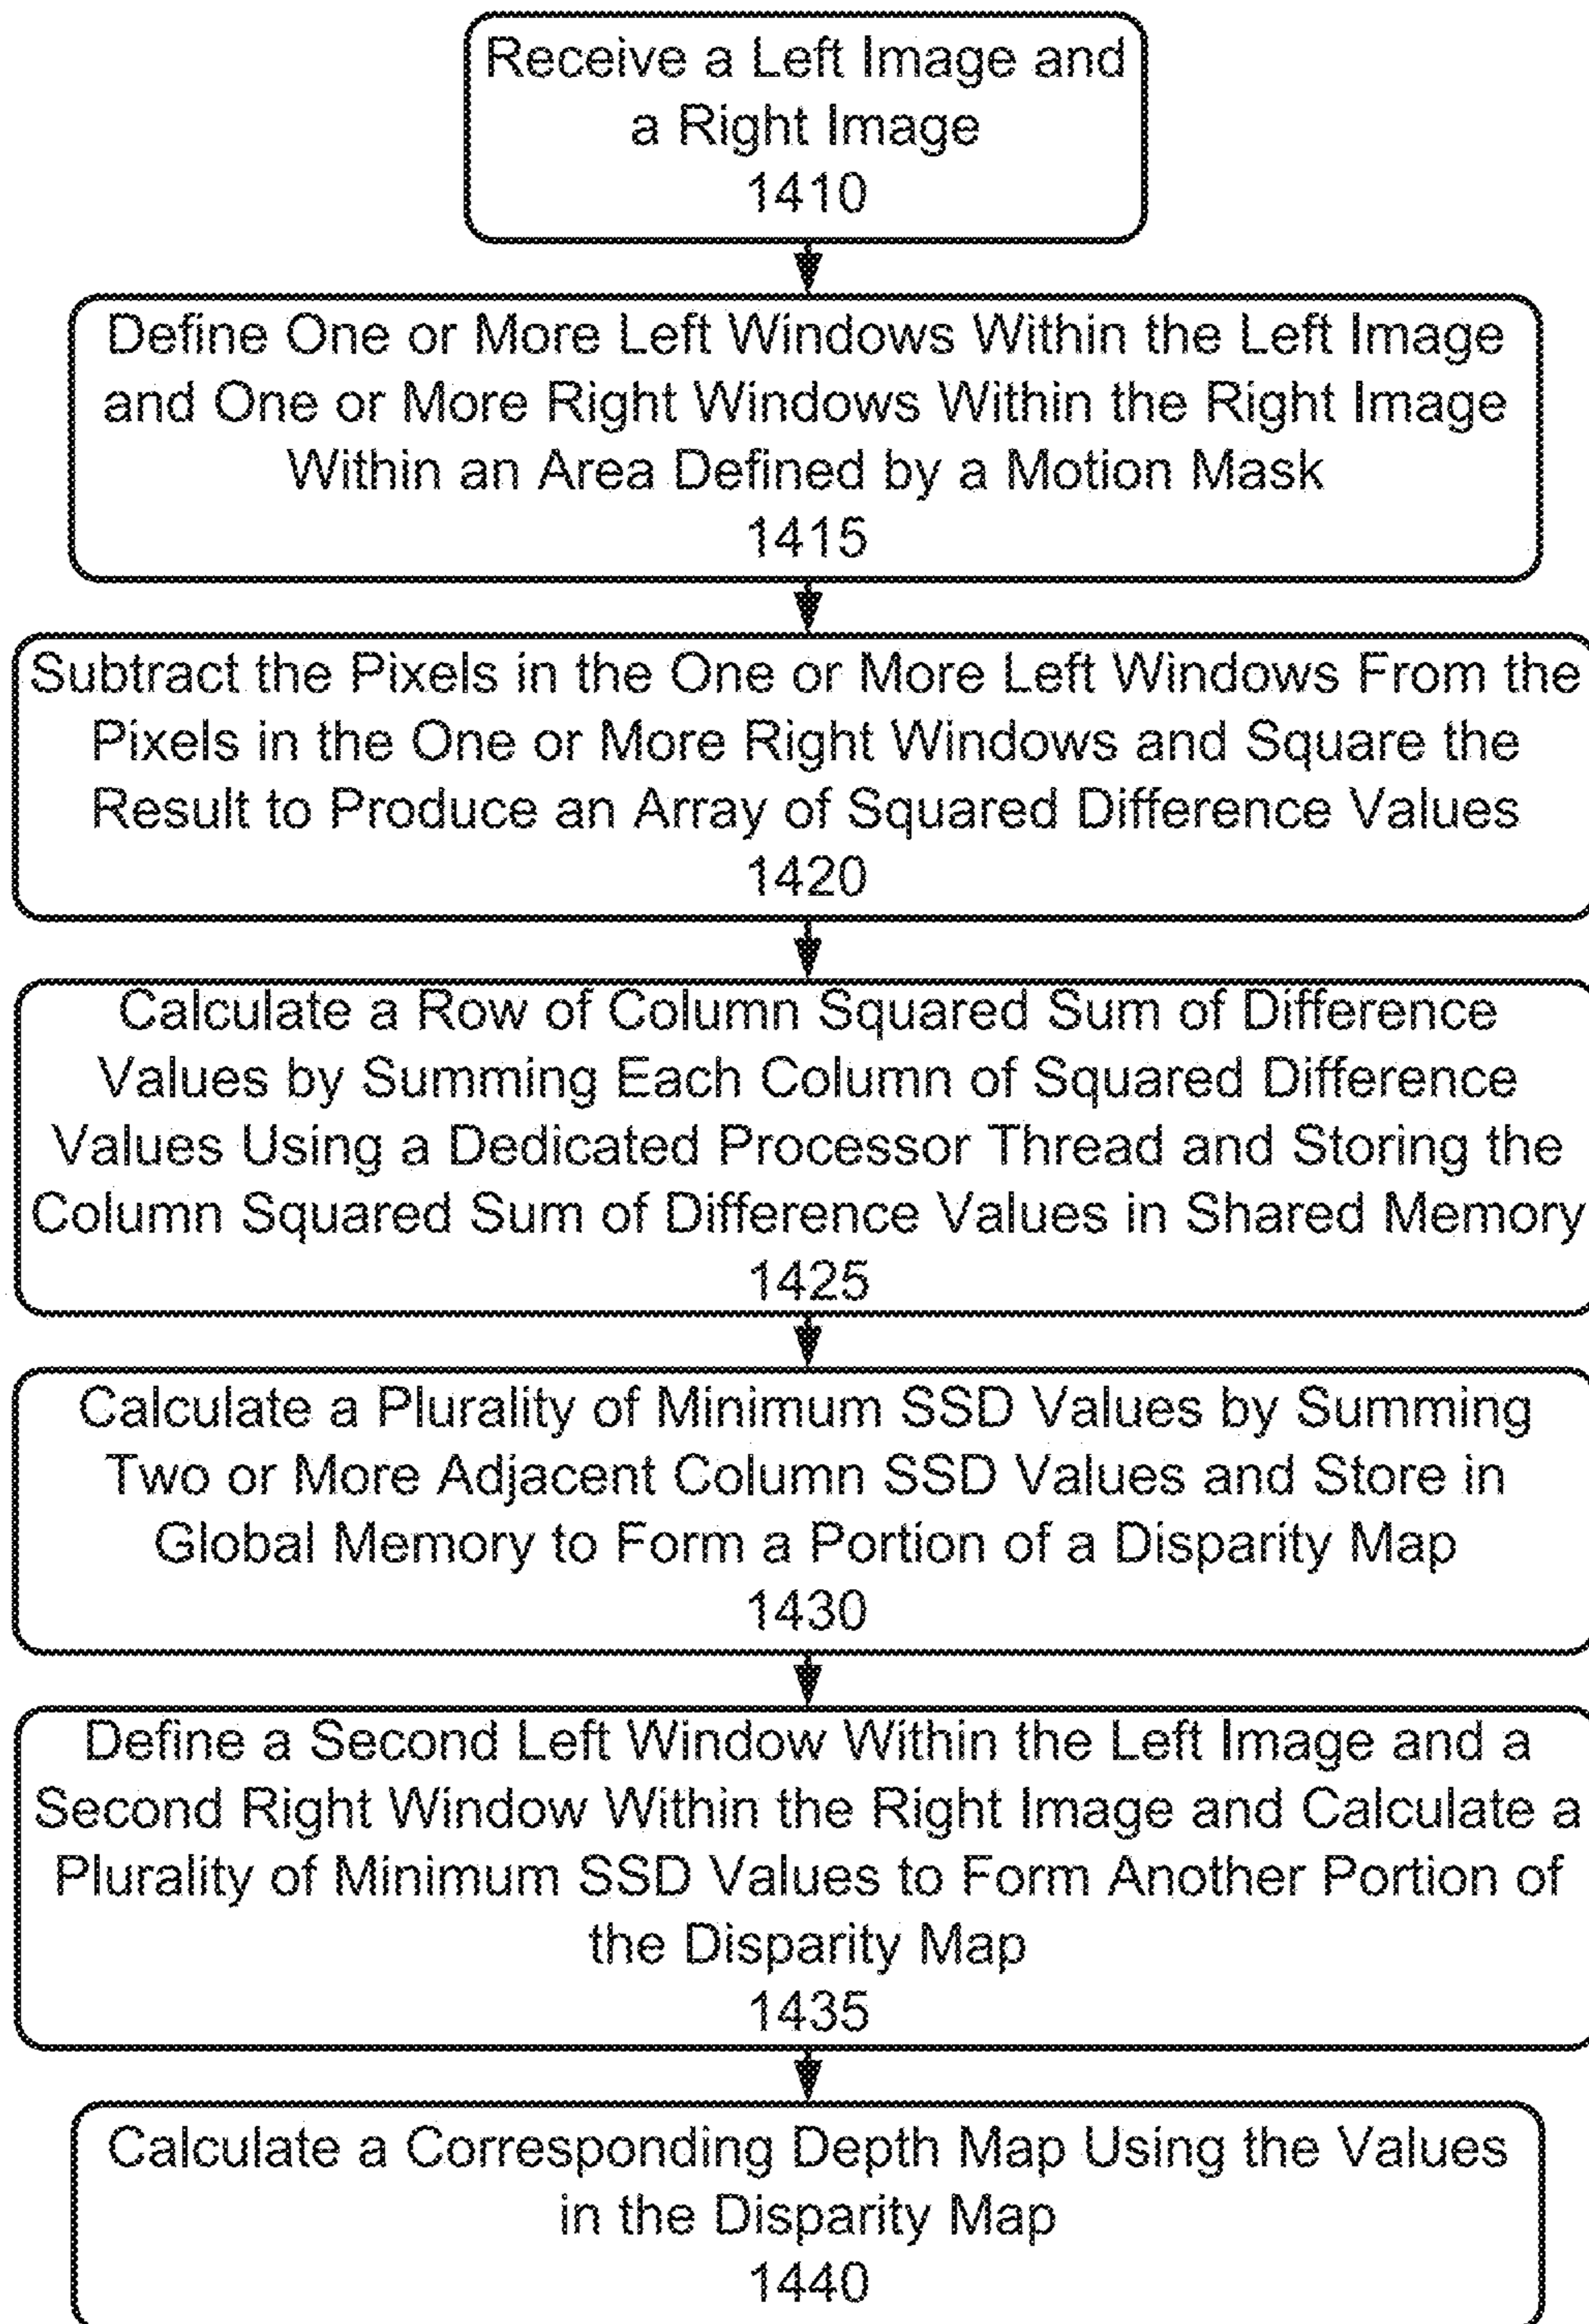 Receive a Left Image and
a Right Image
1410
Define One or More Left Windows Within the Left Image
and One or More Right Windows Within the Right Image
Within an Area Defined by a Motion Mask
1415
Subtract the Pixels in the One or More Left Windows From the
Pixels in the One or More Right Windows and Square the
Result to Produce an Array of Squared Difference Values
1420
Calculate a Row of Column Squared Sum of Difference
Values by Summing Each Column of Squared Difference
Values Using a Dedicated Processor Thread and Storing the
Column Squared Sum of Difference Values in Shared Memory
1425
Calculate a Plurality of Minimum SSD Values by Summing
Two or More Adjacent Column SSD Values and Store in
Global Memory to Form a Portion of a Disparity Map
1430
Define a Second Left Window Within the Left Image and a
Second Right Window Within the Right Image and Calculate a
Plurality of Minimum SSD Values to Form Another Portion of
the Disparity Map
1435
Calculate a Corresponding Depth Map Using the Values
in the Disparity Map
1440